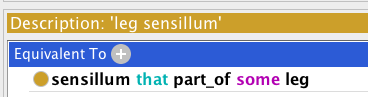 Description: 'leg sensillum'
Equivalent To
sensillum that part_of some leg